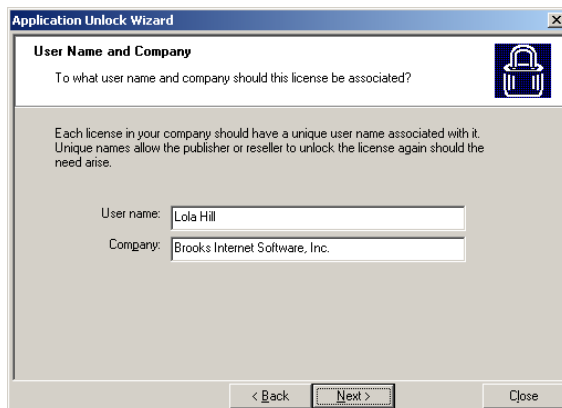 Application Unlock Wizard
User Name and Company
To what user name and company should this license be associated?
Each license in your company should have a unique user name associated with it.
Unique names allow the publisher or reseller to unlock the license again should the
need arise.
User name: Lola Hill
Company: Brooks Internet Software, Inc.
< Back Next > Close